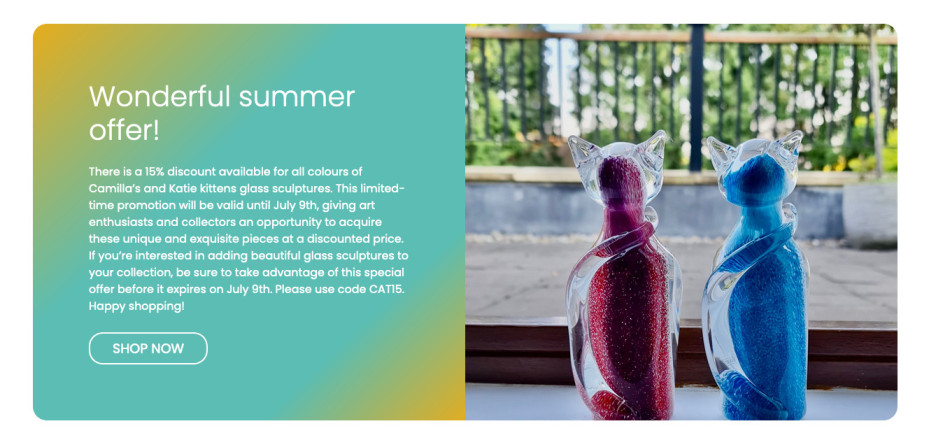 Wonderful summer
offer!
There is a 15% discount available for all colours of
Camilla's and Katie kittens glass sculptures. This limited-
time promotion will be valid until July 9th, giving art
enthusiasts and collectors an opportunity to acquire
these unique and exquisite pieces at a discounted price.
If you're interested in adding beautiful glass sculptures to
your collection, be sure to take advantage of this special
offer before it expires on July 9th. Please use code CAT15.
Happy shopping!
SHOP NOW